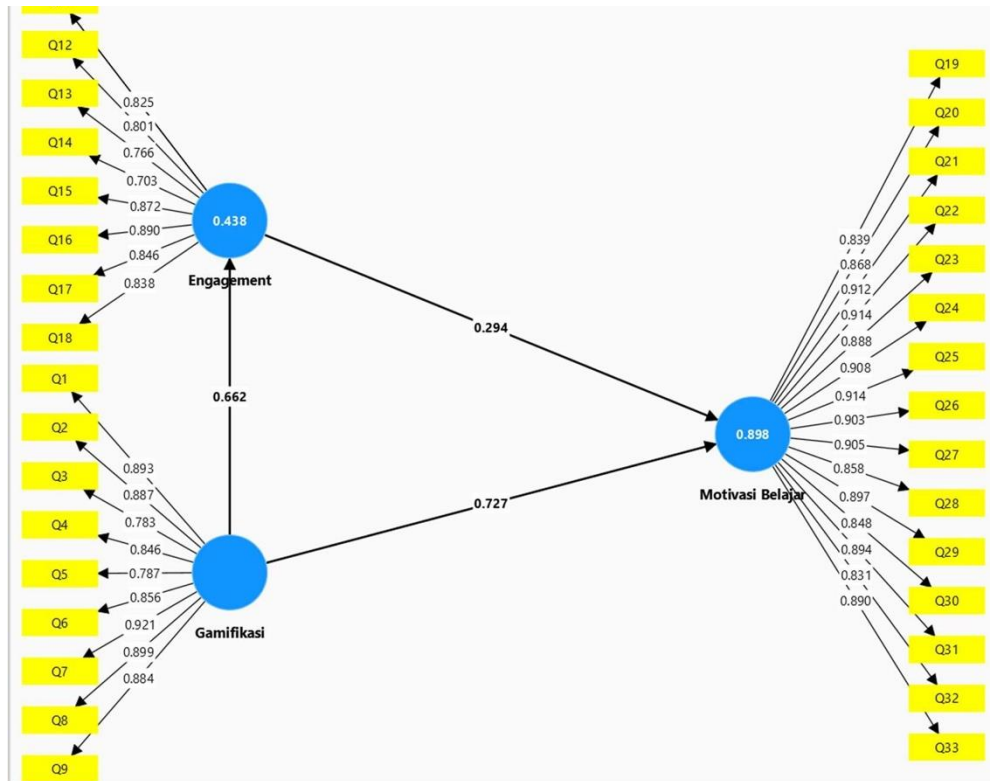 Q12
Q13
Q14
Q15
Q16
Q17
Q18
0.825
0.801
0.766
0.703
0.872
0.890
0.846
0.838
0.438
Engagement
Q1
Q2
Q3
Q4
Q5
Q6
Q7
Q8
Q9
0.893
0.887
0.783
0.846
0.787
0.856
0.921
0.899
0.884
Gamifikasi
0.662
0.294
0.727
0.898
Motivasi Belajar
0.839
0.868
0.912
0.914
0.888
0.908
0.914
0.903
0.905
0.858
0.897
0.848
0.894
0.831
0.890
Q19
Q20
Q21
Q22
Q23
Q24
Q25
Q26
Q27
Q28
Q29
Q30
Q31
Q32
Q33